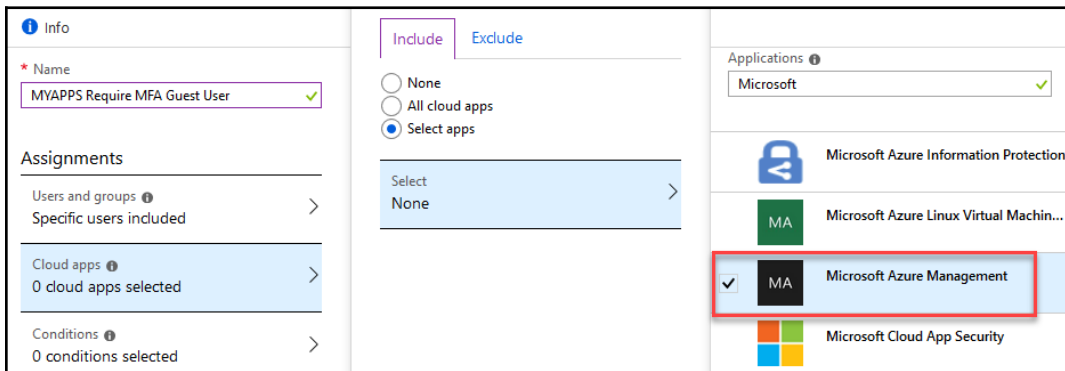 Info
* Name
MYAPPS Require MFA Guest User
Assignments
Users and groups
Specific users included
Cloud apps
0 cloud apps selected
Conditions
0 conditions selected
Include
Exclude
None
All cloud apps
Select apps
Select
None
Applications
Microsoft
Microsoft Azure Information Protection
MA
Microsoft Azure Linux Virtual Machin...
MA
Microsoft Azure Management
Microsoft Cloud App Security